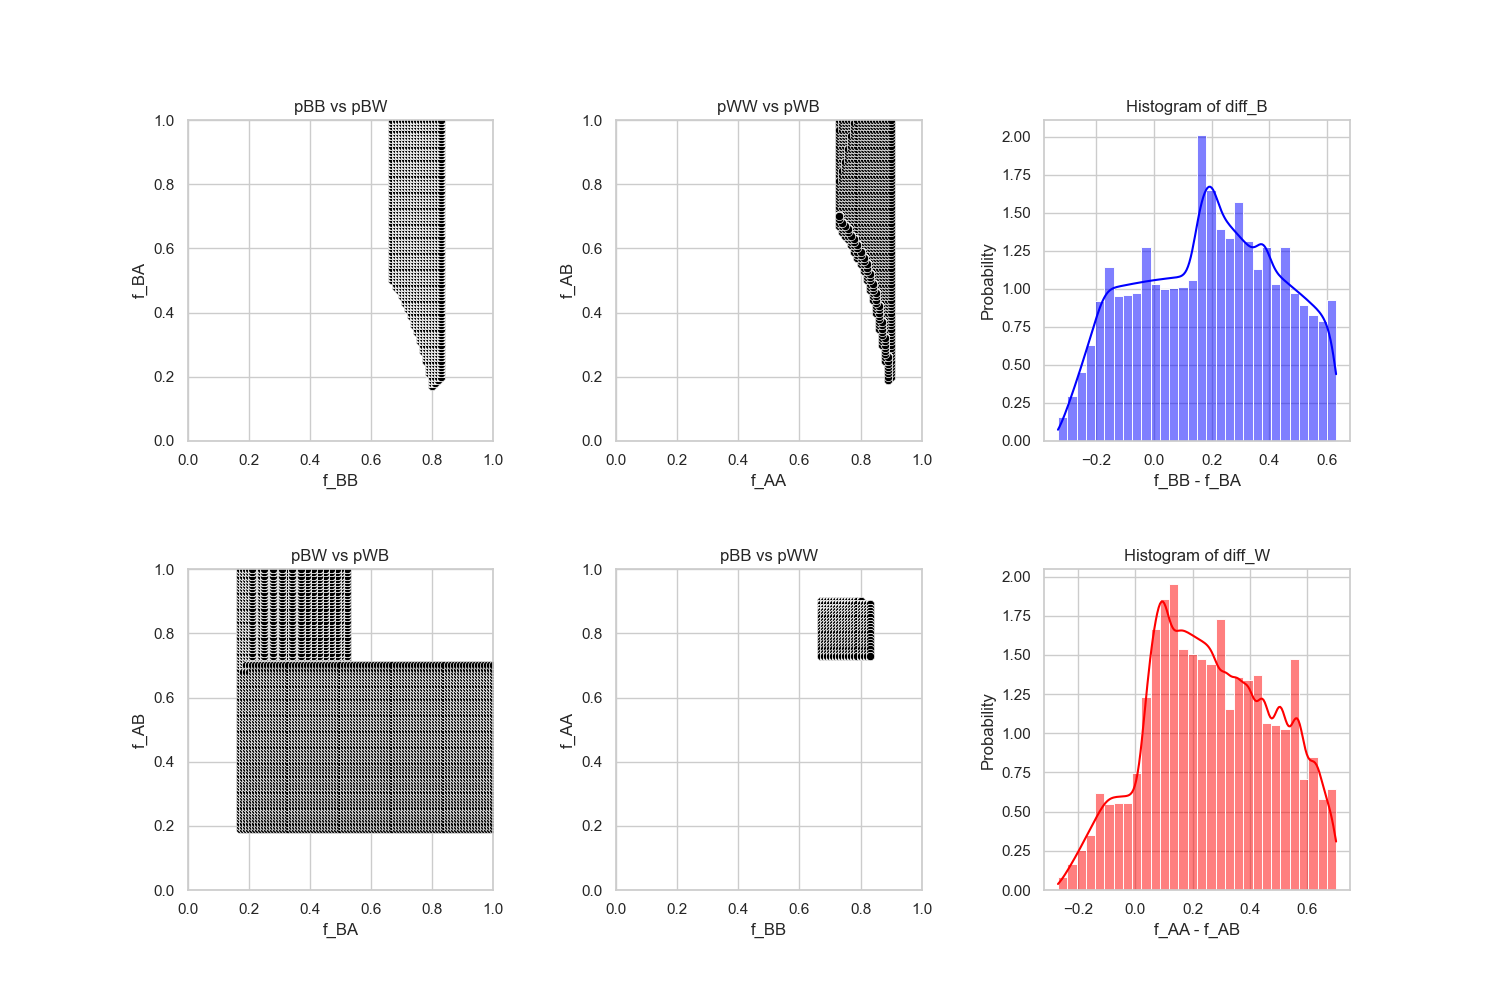 pBB vs pBW
1.0
0.8
0.6
0.4
0.2
0.0
f_BA
0.0 0.2 0.4 0.6 0.8 1.0
f_BB
pWW vs pWB
1.0
0.8
0.6
0.4
0.2
0.0
f_AB
0.0 0.2 0.4 0.6 0.8 1.0
f_AA
Histogram of diff_B
2.00
1.75
1.50
1.25
1.00
0.75
0.50
0.25
0.00
Probability
−0.2 0.0 0.2 0.4 0.6
f_BB - f_BA
pBW vs pWB
1.0
0.8
0.6
0.4
0.2
0.0
f_AB
0.0 0.2 0.4 0.6 0.8 1.0
f_BA
pBB vs pWW
1.0
0.8
0.6
0.4
0.2
0.0
f_AA
0.0 0.2 0.4 0.6 0.8 1.0
f_BB
Histogram of diff_W
2.00
1.75
1.50
1.25
1.00
0.75
0.50
0.25
0.00
Probability
−0.2 0.0 0.2 0.4 0.6
f_AA - f_AB